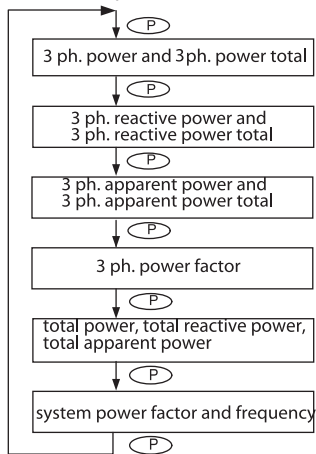 P
3 ph. power and 3 ph. power total
P
3 ph. reactive power and
3 ph. reactive power total
P
3 ph. apparent power and
3 ph. apparent power total
P
3 ph. power factor
P
total power, total reactive power,
total apparent power
P
system power factor and frequency
P